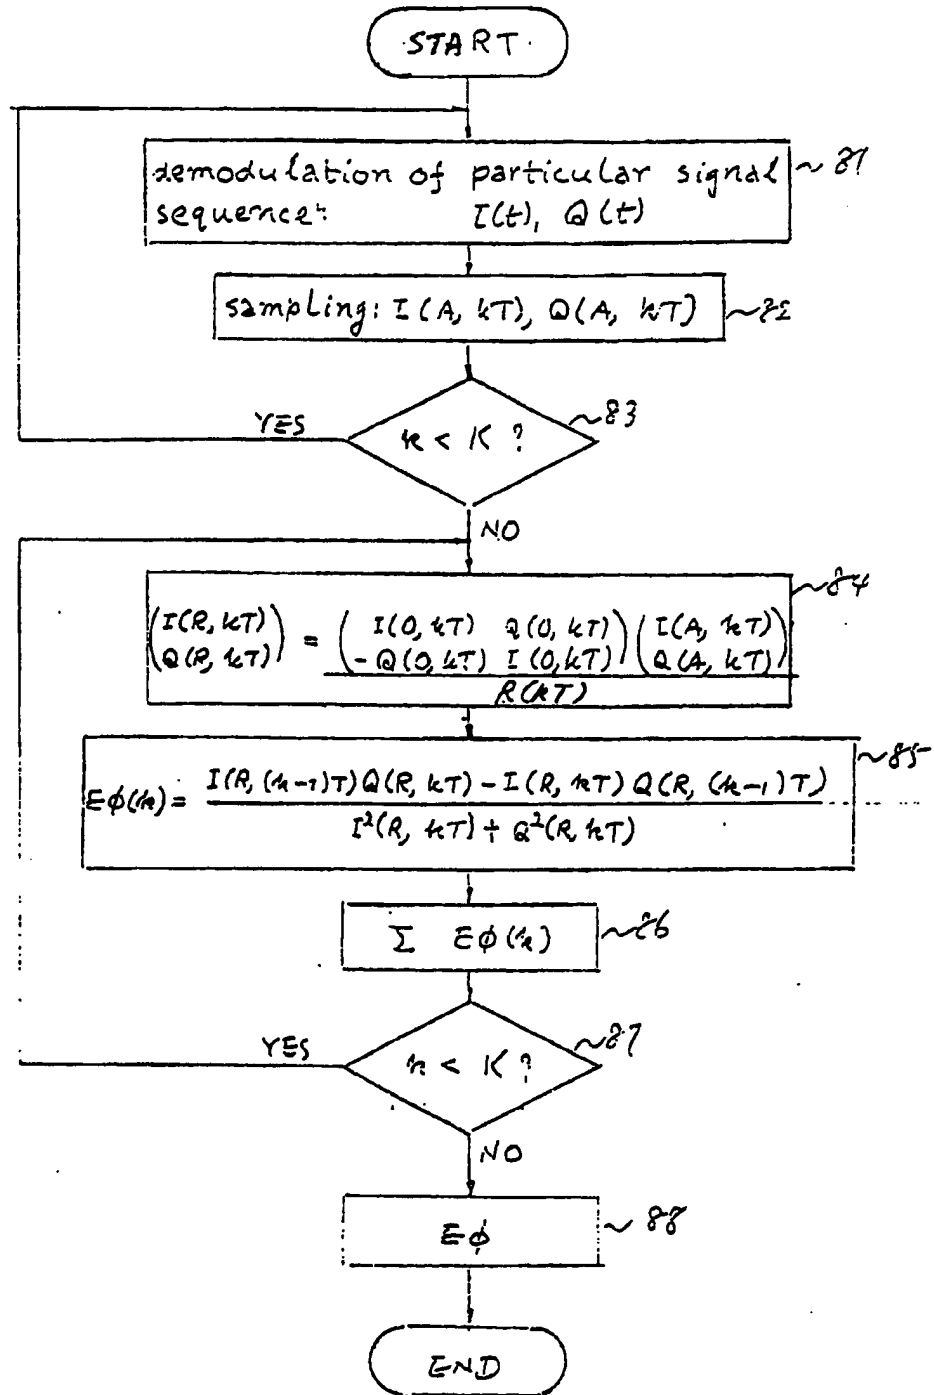 START
demodulation of particular signal ~81
sequence: I(t), Q(t)
sampling: I(A, kT), Q(A, kT) ~82
k < K ? ~83
YES
NO
~84
(I(R, kT)) = (I(0, kT) Q(0, kT)) (I(A, kT))
(Q(R, kT)) (-Q(0, kT) I(0, kT)) (Q(A, kT))
R(kT)
~85
Eφ(k) = I(R, (k-1)T) Q(R, kT) - I(R, kT) Q(R, (k-1)T)
I²(R, kT) + Q²(R, kT)
Σ Eφ(k) ~86
k < K ? ~87
YES
NO
Eφ ~88
END